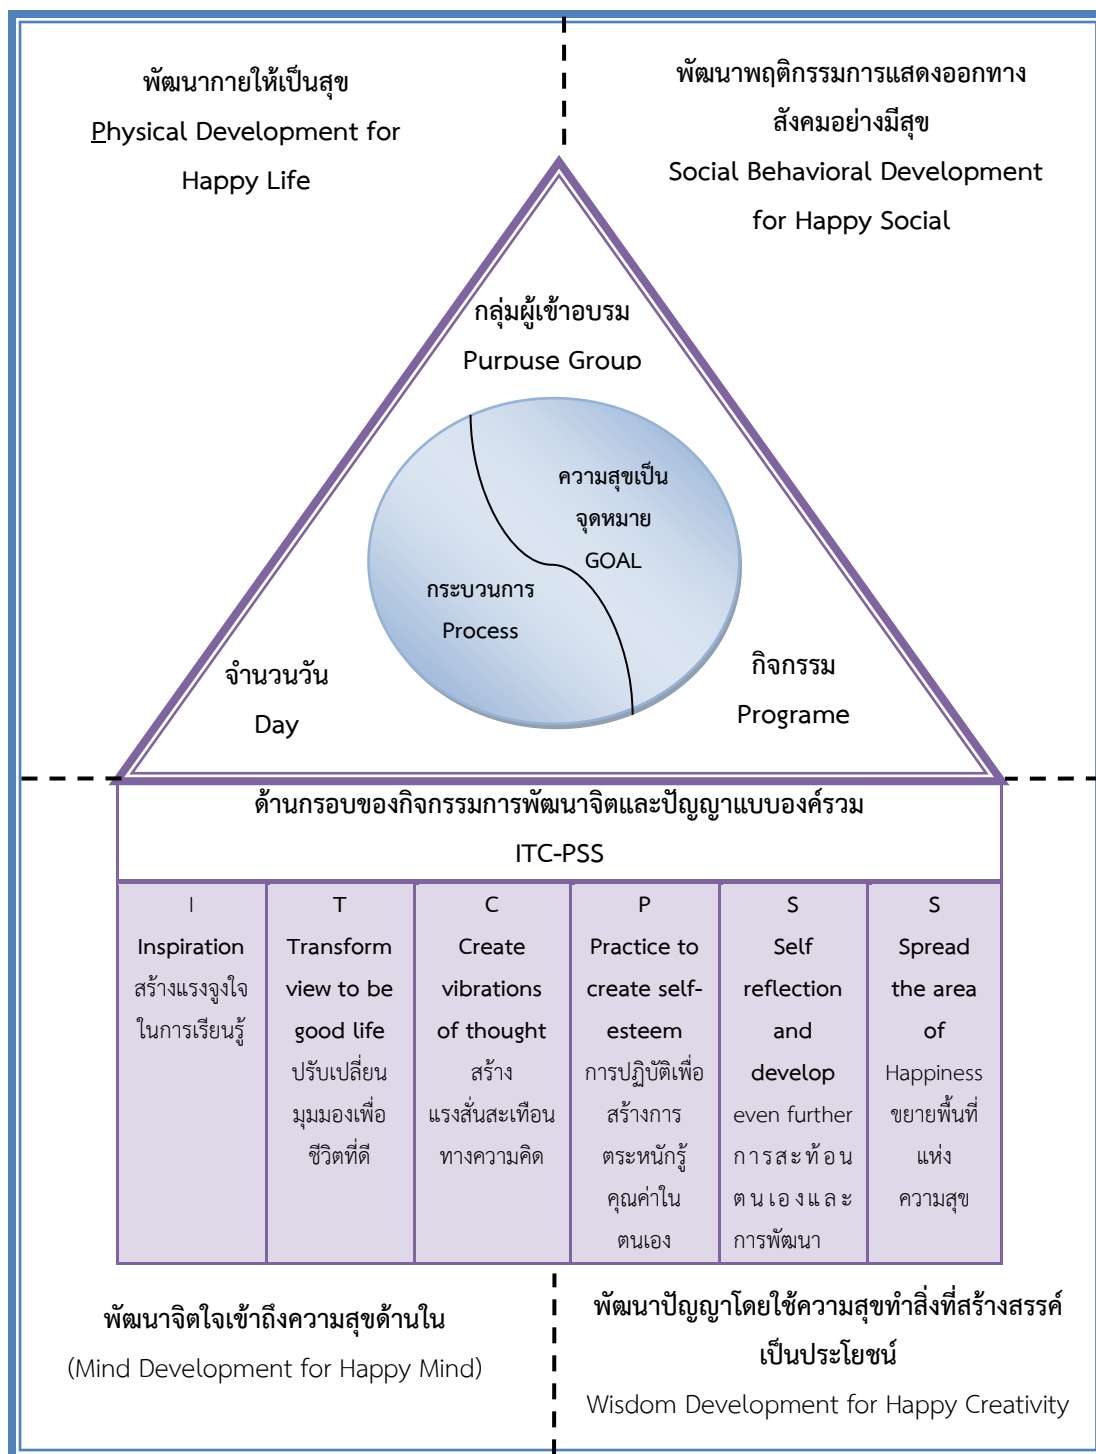 พัฒนากายให้เป็นสุข
Physical Development for
Happy Life
พัฒนาพฤติกรรมการแสดงออกทาง
สังคมอย่างมีสุข
Social Behavioral Development
for Happy Social
กลุ่มผู้เข้าอบรม
Purpuse Group
ความสุขเป็น
จุดหมาย
GOAL
กระบวนการ
Process
จำนวนวัน
Day
กิจกรรม
Programe
ด้านกรอบของกิจกรรมการพัฒนาจิตและปัญญาแบบองค์รวม
ITC-PSS
I
Inspiration
สร้างแรงจูงใจ
ในการเรียนรู้
T
Transform
view to be
good life
ปรับเปลี่ยน
มุมมองเพื่อ
ชีวิตที่ดี
C
Create
vibrations
of thought
สร้าง
แรงสั่นสะเทือน
ทางความคิด
P
Practice to
create self-
esteem
การปฏิบัติเพื่อ
สร้างการ
ตระหนักรู้
คุณค่าใน
ตนเอง
S
Self
reflection
and
develop
even further
การสะท้อน
ตนเองและ
การพัฒนา
S
Spread
the area
of
Happiness
ขยายพื้นที่
แห่ง
ความสุข
พัฒนาจิตใจเข้าถึงความสุขด้านใน
(Mind Development for Happy Mind)
พัฒนาปัญญาโดยใช้ความสุขทำสิ่งที่สร้างสรรค์
เป็นประโยชน์
Wisdom Development for Happy Creativity